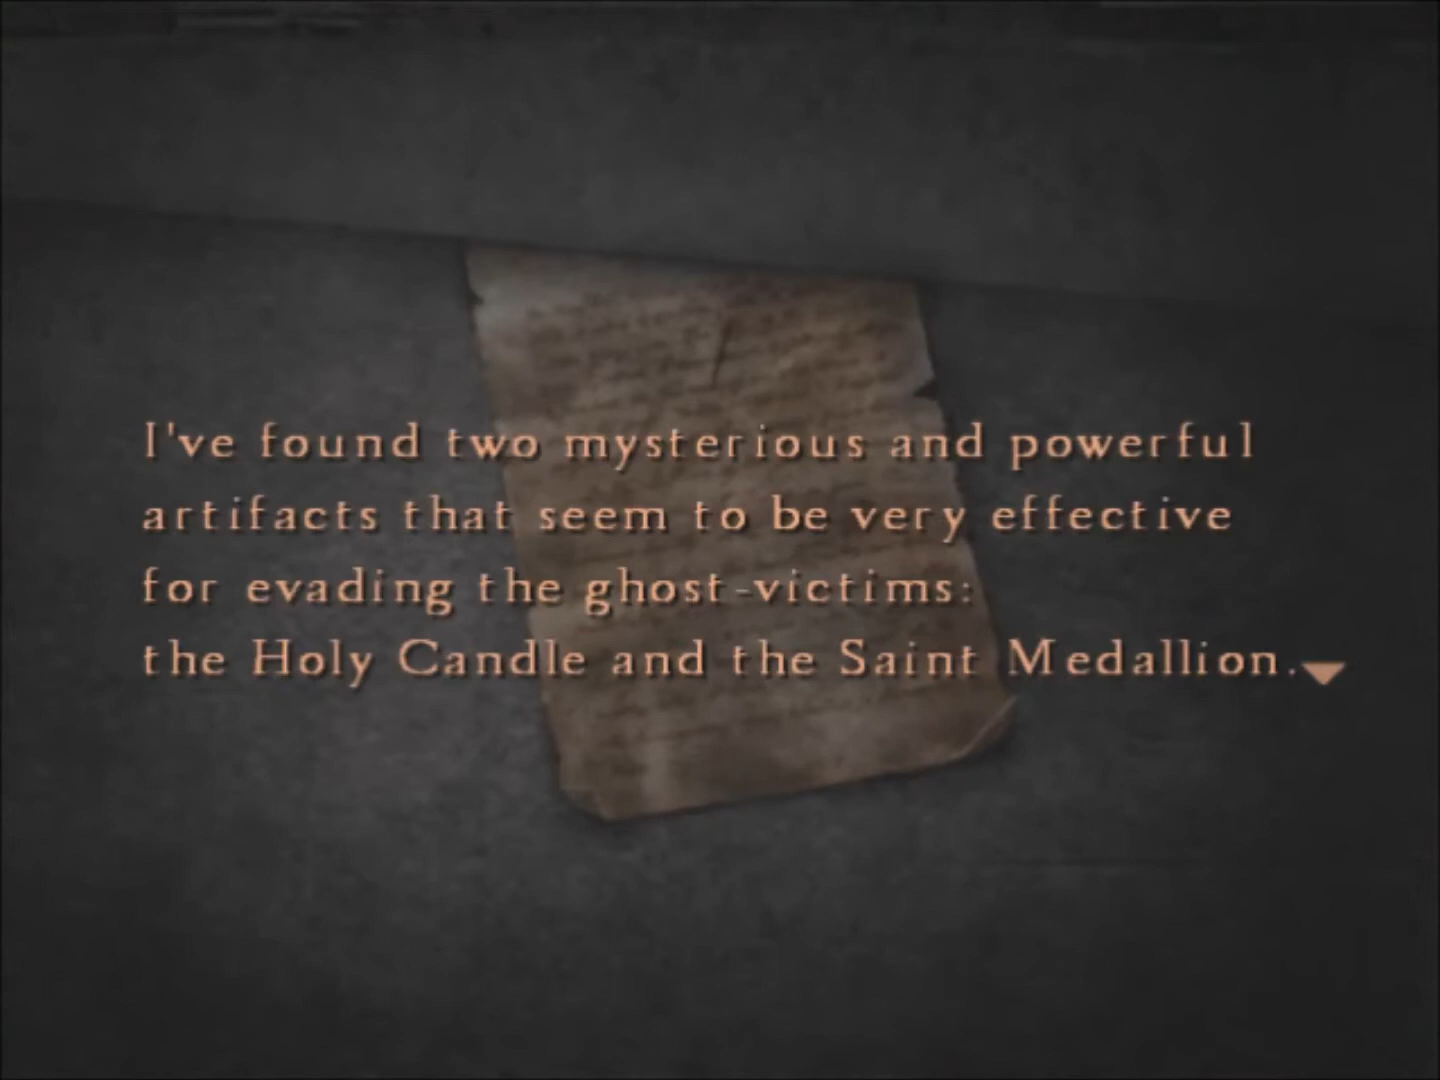 I've found two mysterious and powerful
artifacts that seem to be very effective
for evading the ghost-victims:
the Holy Candle and the Saint Medallion.